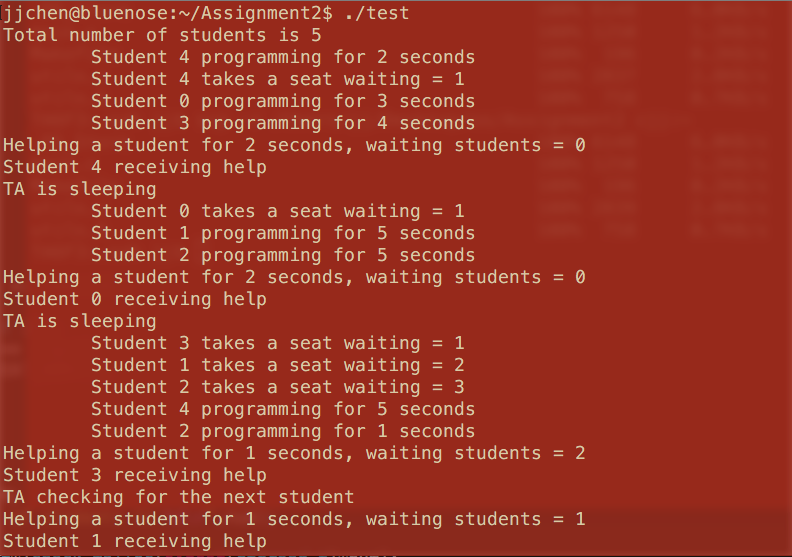 jjchen@bluenose:~/Assignment2$ ./test
Total number of students is 5
        Student 4 programming for 2 seconds
        Student 4 takes a seat waiting = 1
        Student 0 programming for 3 seconds
        Student 3 programming for 4 seconds
Helping a student for 2 seconds, waiting students = 0
Student 4 receiving help
TA is sleeping
        Student 0 takes a seat waiting = 1
        Student 1 programming for 5 seconds
        Student 2 programming for 5 seconds
Helping a student for 2 seconds, waiting students = 0
Student 0 receiving help
TA is sleeping
        Student 3 takes a seat waiting = 1
        Student 1 takes a seat waiting = 2
        Student 2 takes a seat waiting = 3
        Student 4 programming for 5 seconds
        Student 2 programming for 1 seconds
Helping a student for 1 seconds, waiting students = 2
Student 3 receiving help
TA checking for the next student
Helping a student for 1 seconds, waiting students = 1
Student 1 receiving help